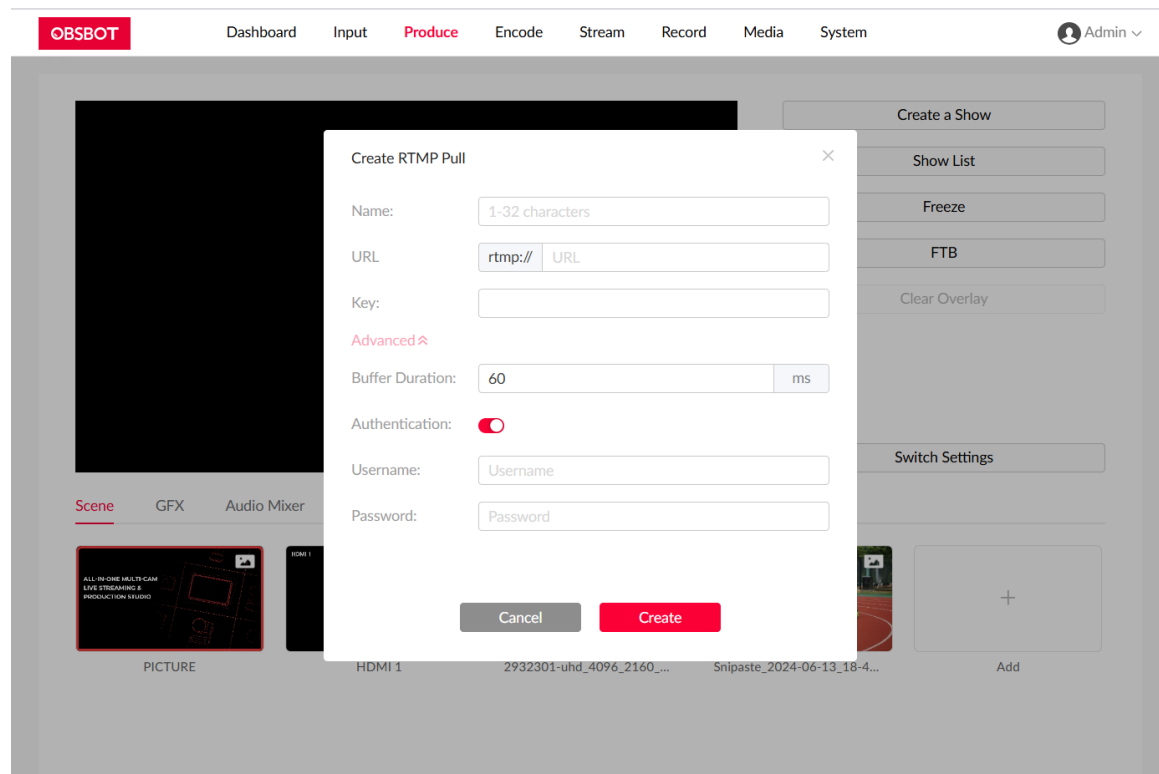 OBSBOT Dashboard Input Produce Encode Stream Record Media System Admin
Create a Show
Show List
Freeze
FTB
Clear Overlay
Switch Settings
Create RTMP Pull
Name: 1-32 characters
URL rtmp:// URL
Key:
Advanced
Buffer Duration: 60 ms
Authentication:
Username: Username
Password: Password
Cancel Create
Scene GFX Audio Mixer
ALL-IN-ONE MULTI-CAM
LIVE STREAMING &
PRODUCTION STUDIO
HDMI 1
PICTURE HDMI 1 2932301-uhd_4096_2160_... Snipaste_2024-06-13_18-4... Add